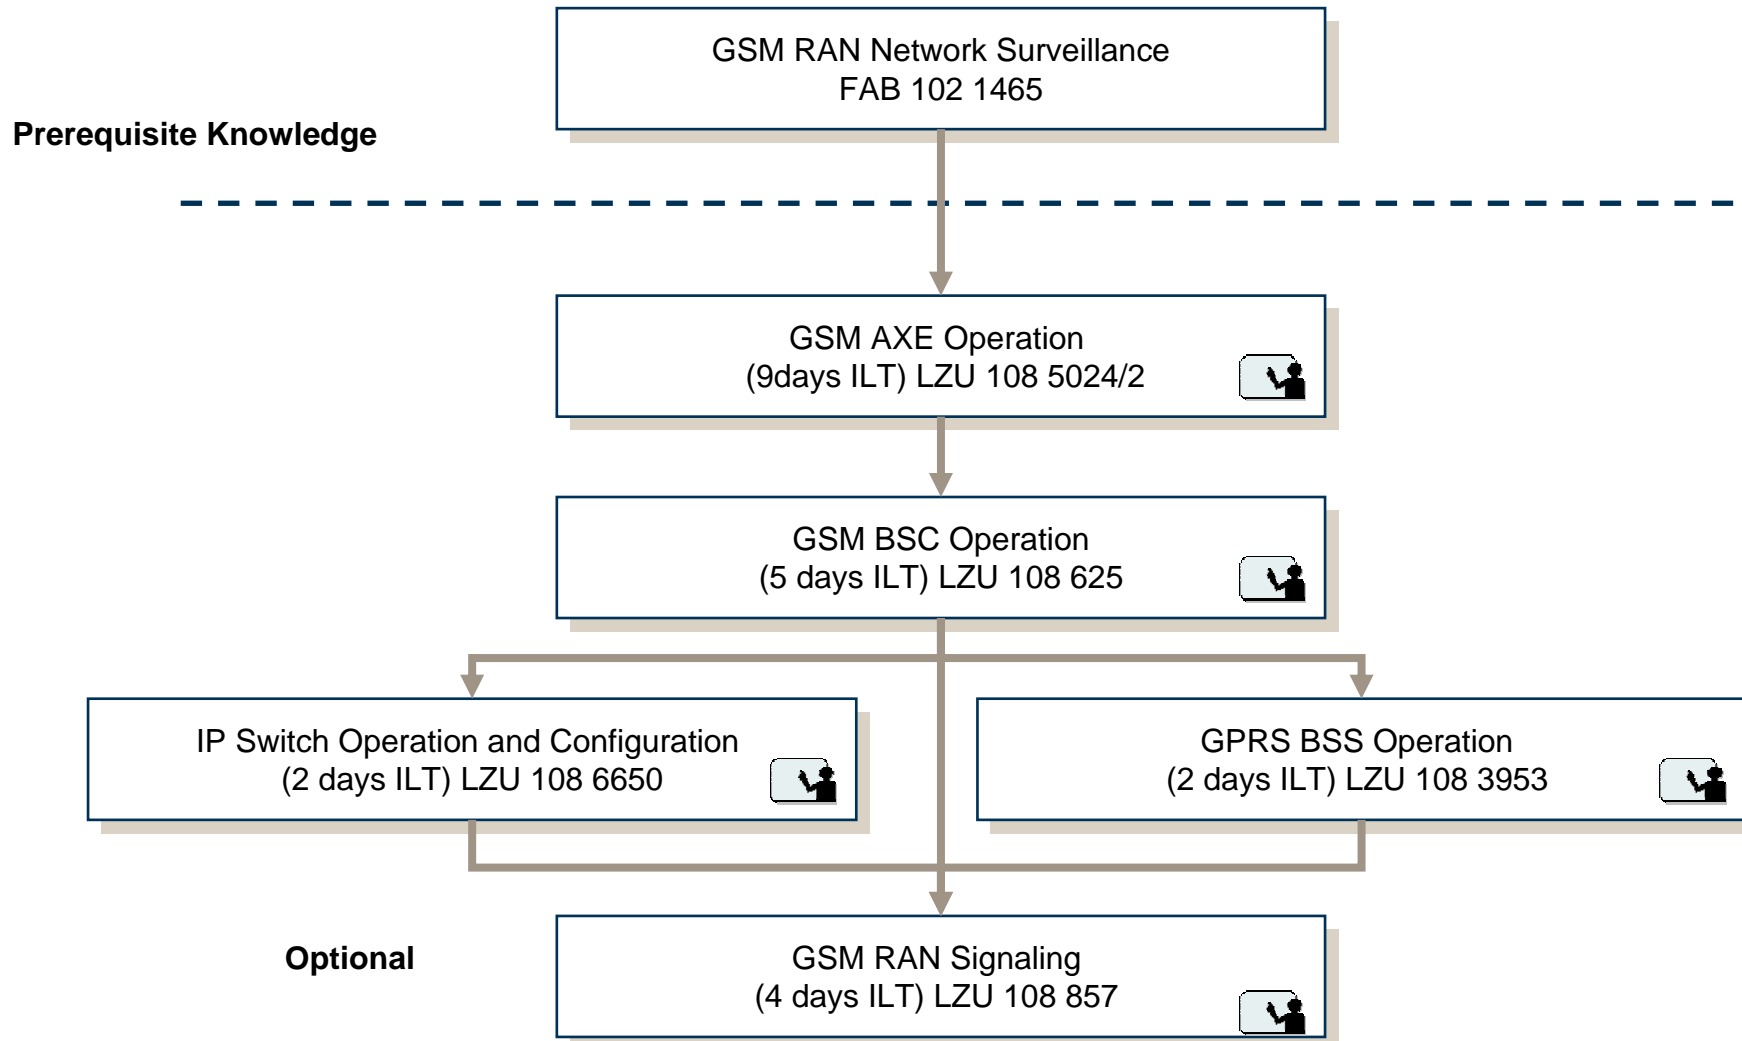 GSM RAN Network Surveillance
FAB 102 1465
Prerequisite Knowledge
GSM AXE Operation
(9days ILT) LZU 108 5024/2
GSM BSC Operation
(5 days ILT) LZU 108 625
IP Switch Operation and Configuration
(2 days ILT) LZU 108 6650
GPRS BSS Operation
(2 days ILT) LZU 108 3953
Optional
GSM RAN Signaling
(4 days ILT) LZU 108 857